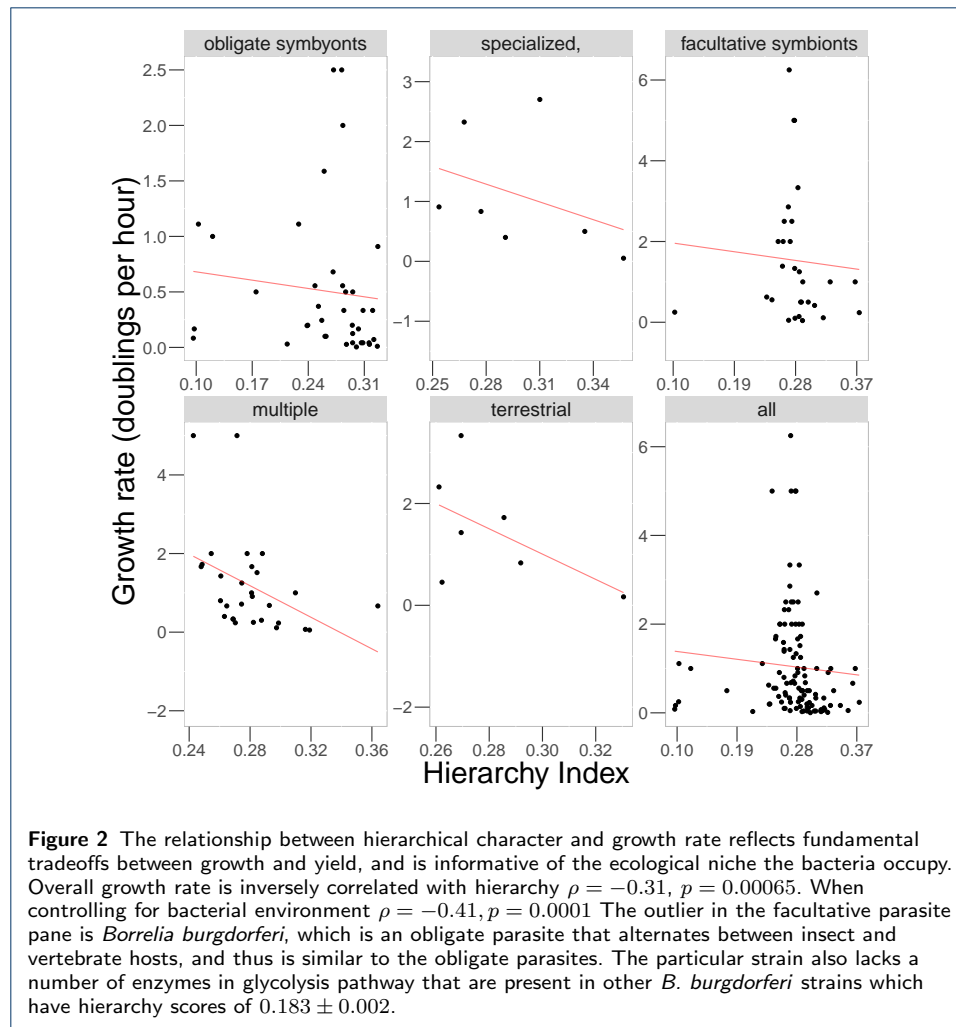 obligate symbyonts
specialized,
facultative symbionts
2.5
2.0
1.5
1.0
0.5
0.0
3
2
1
0
−1
6
4
2
0
0.10 0.17 0.24 0.31
0.25 0.28 0.31 0.34
0.10 0.19 0.28 0.37
multiple
terrestrial
all
4
2
0
−2
4
2
0
−2
6
4
2
0
0.24 0.28 0.32 0.36
0.26 0.28 0.30 0.32
0.10 0.19 0.28 0.37
Growth rate (doublings per hour)
Hierarchy Index
Figure 2 The relationship between hierarchical character and growth rate reflects fundamental
tradeoffs between growth and yield, and is informative of the ecological niche the bacteria occupy.
Overall growth rate is inversely correlated with hierarchy ρ = −0.31, p = 0.00065. When
controlling for bacterial environment ρ = −0.41, p = 0.0001 The outlier in the facultative parasite
pane is Borrelia burgdorferi, which is an obligate parasite that alternates between insect and
vertebrate hosts, and thus is similar to the obligate parasites. The particular strain also lacks a
number of enzymes in glycolysis pathway that are present in other B. burgdorferi strains which
have hierarchy scores of 0.183 ± 0.002.